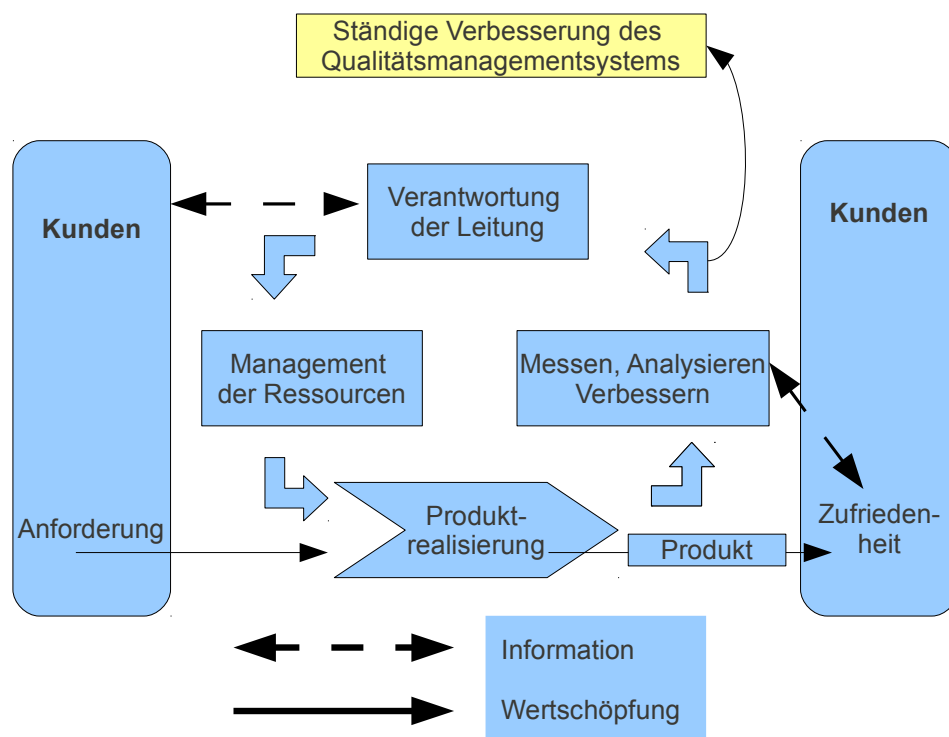 Ständige Verbesserung des
Qualitätsmanagementsystems
Kunden
Verantwortung
der Leitung
Kunden
Management
der Ressourcen
Messen, Analysieren
Verbessern
Anforderung
Produkt-
realisierung
Produkt
Zufrieden-
heit
Information
Wertschöpfung